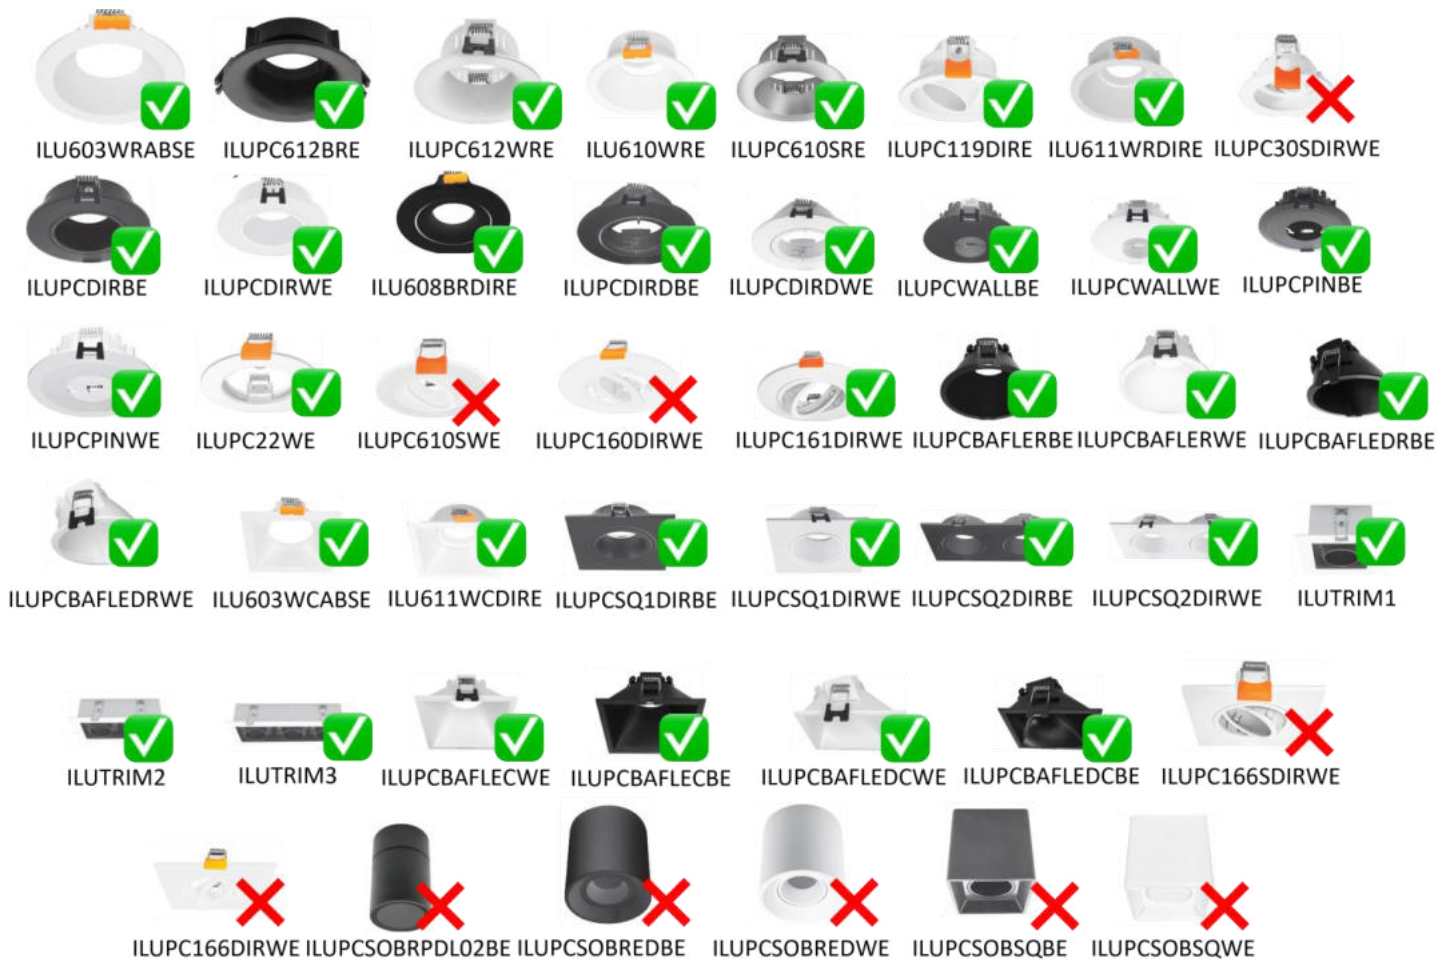 ILU603WRABSE ILUPC612BRE ILUPC612WRE ILU610WRE ILUPC610SRE ILUPC119DIRE ILU611WRDIRE ILUPC30SDIRWE
ILUPCDIRBE ILUPCDIRWE ILU608BRDIRE ILUPCDIRDBE ILUPCDIRDWE ILUPCWALLBE ILUPCWALLWE ILUPCPINBE
ILUPCPINWE ILUPC22WE ILUPC610SWE ILUPC160DIRWE ILUPC161DIRWE ILUPCBAFLERBE ILUPCBAFLERWE ILUPCBAFLEDRBE
ILUPCBAFLEDRWE ILU603WCABSE ILU611WCDIRE ILUPCSQ1DIRBE ILUPCSQ1DIRWE ILUPCSQ2DIRBE ILUPCSQ2DIRWE ILUTRIM1
ILUTRIM2 ILUTRIM3 ILUPCBAFLECWE ILUPCBAFLECBE ILUPCBAFLEDCWE ILUPCBAFLEDCBE ILUPC166SDIRWE
ILUPC166DIRWE ILUPCSOBRPDL02BE ILUPCSOBREDBE ILUPCSOBREDWE ILUPCSOBSQBE ILUPCSOBSQWE